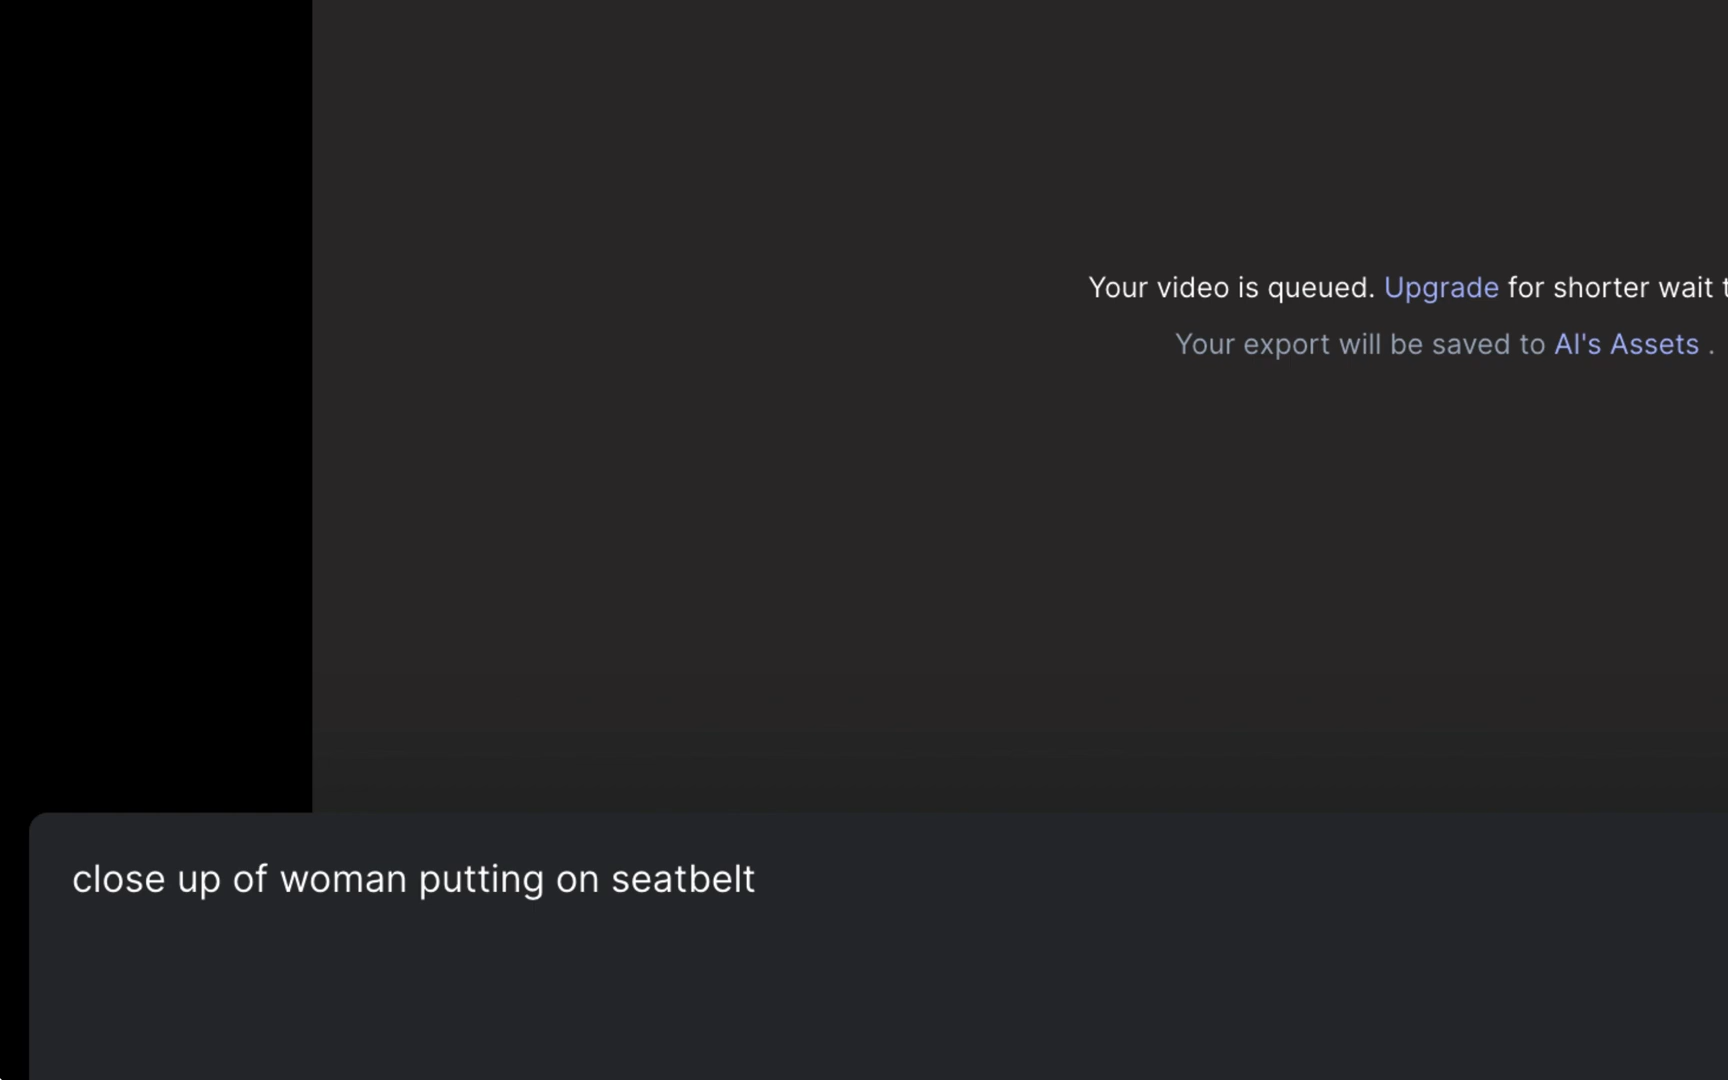 Your video is queued. Upgrade for shorter wait
Your export will be saved to AI's Assets .
close up of woman putting on seatbelt